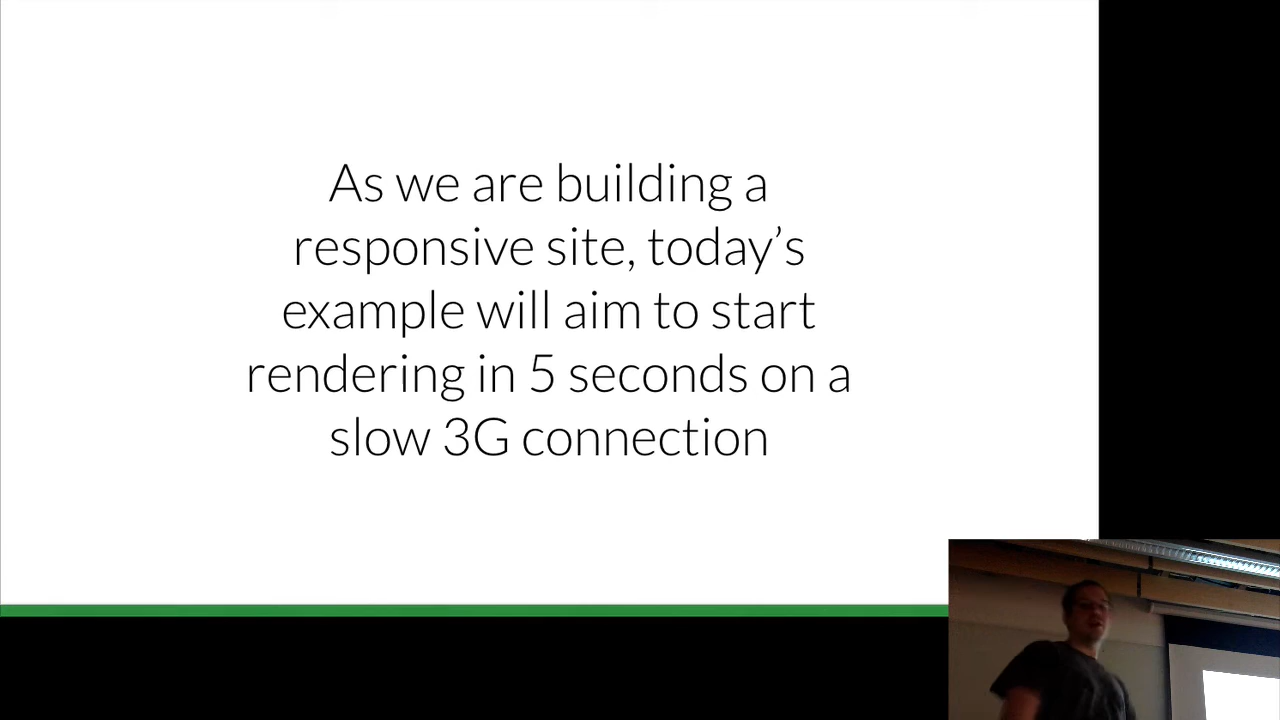 As we are building a
responsive site, today’s
example will aim to start
rendering in 5 seconds on a
slow 3G connection